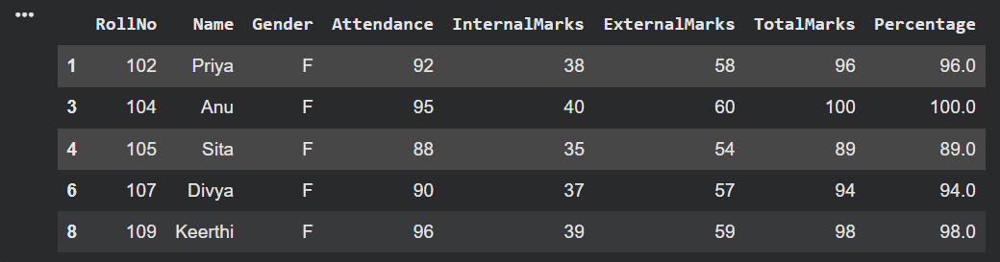 RollNo Name Gender Attendance InternalMarks ExternalMarks TotalMarks Percentage
1 102 Priya F 92 38 58 96 96.0
3 104 Anu F 95 40 60 100 100.0
4 105 Sita F 88 35 54 89 89.0
6 107 Divya F 90 37 57 94 94.0
8 109 Keerthi F 96 39 59 98 98.0